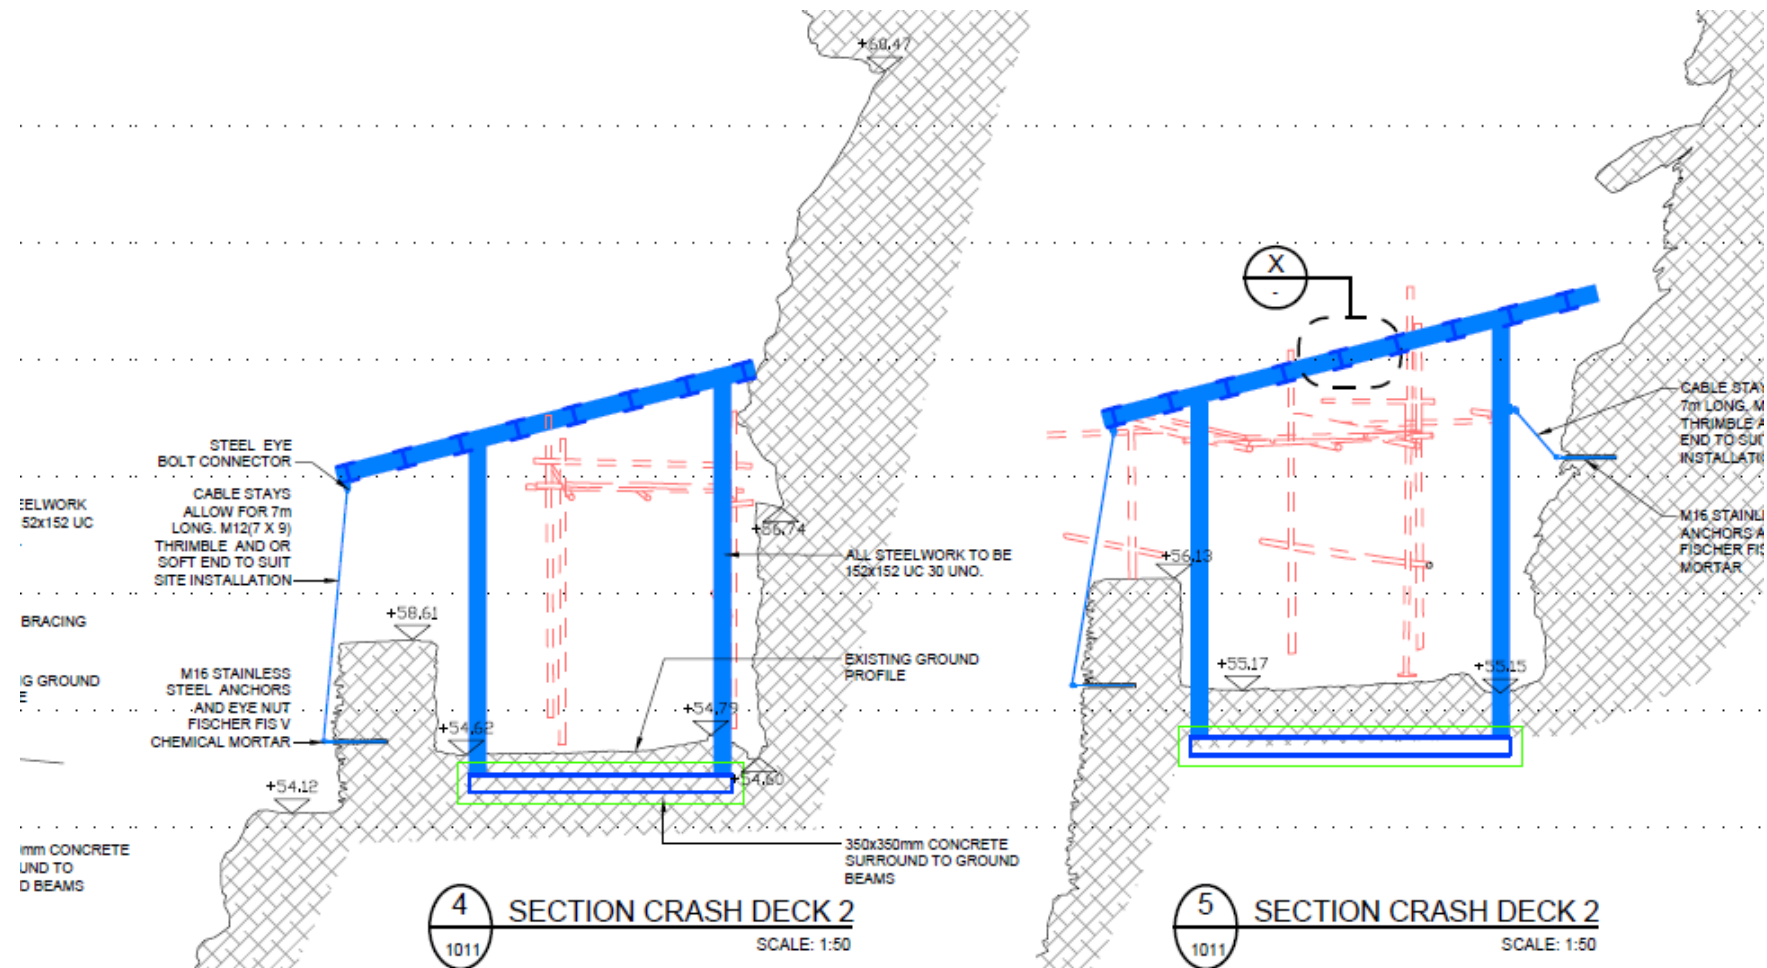 +60.47
X
-
STEEL EYE
BOLT CONNECTOR
CABLE STAYS
ALLOW FOR 7m
LONG. M12(7 X 9)
THRIMBLE AND OR
SOFT END TO SUIT
SITE INSTALLATION
EELWORK
52x152 UC
BRACING
G GROUND
E
M16 STAINLESS
STEEL ANCHORS
AND EYE NUT
FISCHER FIS V
CHEMICAL MORTAR
mm CONCRETE
UND TO
D BEAMS
+58.61
+54.62
+54.79
+54.12
+54.60
+56.74
ALL STEELWORK TO BE
152x152 UC 30 UNO.
EXISTING GROUND
PROFILE
350x350mm CONCRETE
SURROUND TO GROUND
BEAMS
4
1011
SECTION CRASH DECK 2
SCALE: 1:50
+56.13
+55.17
+55.15
CABLE STAY
7m LONG. M
THRIMBLE A
END TO SUI
INSTALLATI
M16 STAINL
ANCHORS A
FISCHER FIS
MORTAR
5
1011
SECTION CRASH DECK 2
SCALE: 1:50